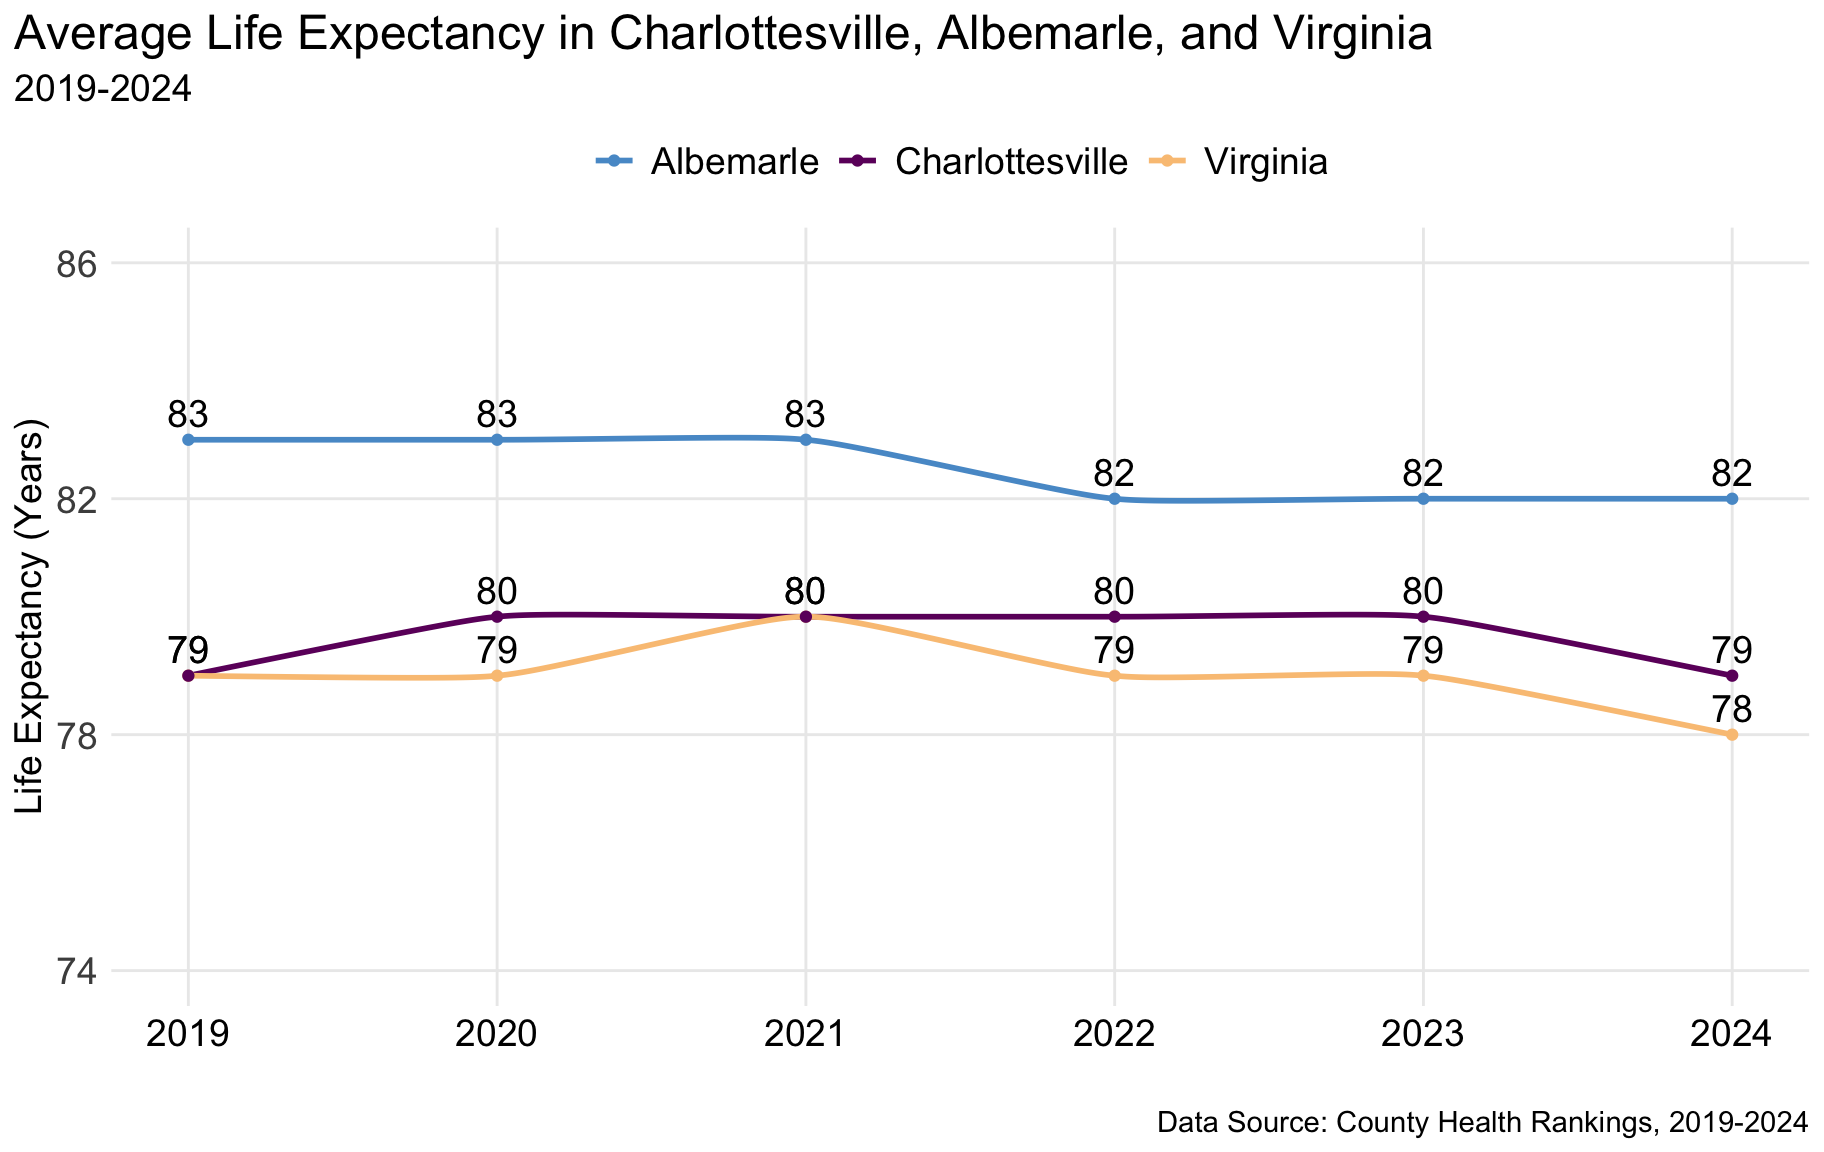 Average Life Expectancy in Charlottesville, Albemarle, and Virginia
2019-2024
Albemarle Charlottesville Virginia
86
83 83 83
82 82 82
82
Life Expectancy (Years)
80 80 80 80
79 79 79 79 79
78
78
74
2019 2020 2021 2022 2023 2024
Data Source: County Health Rankings, 2019-2024